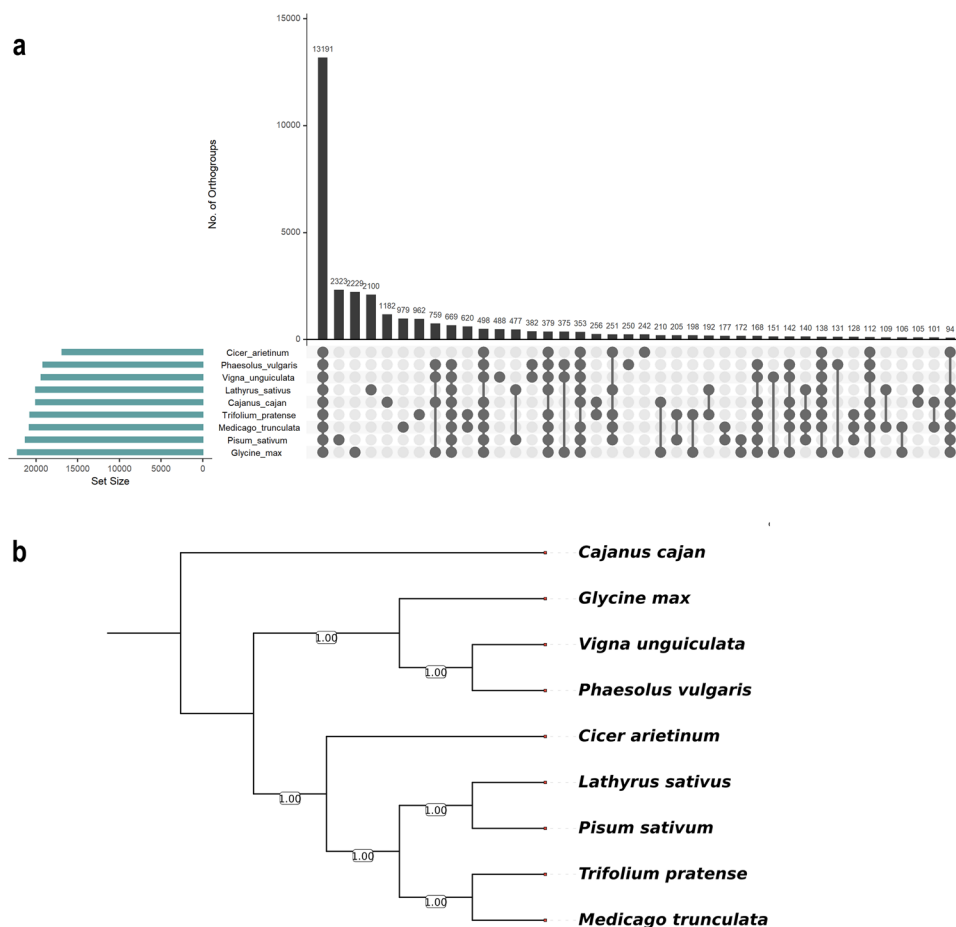 a
15000
10000
5000
0
No. of Orthogroups
13191 2323 2229 2100 1182 979 962 759 669 620 498 488 477 382 379 375 353 256 251 250 242 210 205 198 192 177 172 168 151 142 140 138 131 128 112 109 106 105 101 94
Cicer_arietinum
Phaesolus_vulgaris
Vigna_unguiculata
Lathyrus_sativus
Cajanus_cajan
Trifolium_pratense
Medicago_trunculata
Pisum_sativum
Glycine_max
20000 15000 10000 5000 0
Set Size
b
Cajanus cajan
Glycine max
1.00
Vigna unguiculata
1.00
Phaesolus vulgaris
Cicer arietinum
Lathyrus sativus
1.00
1.00
Pisum sativum
1.00
Trifolium pratense
1.00
Medicago trunculata